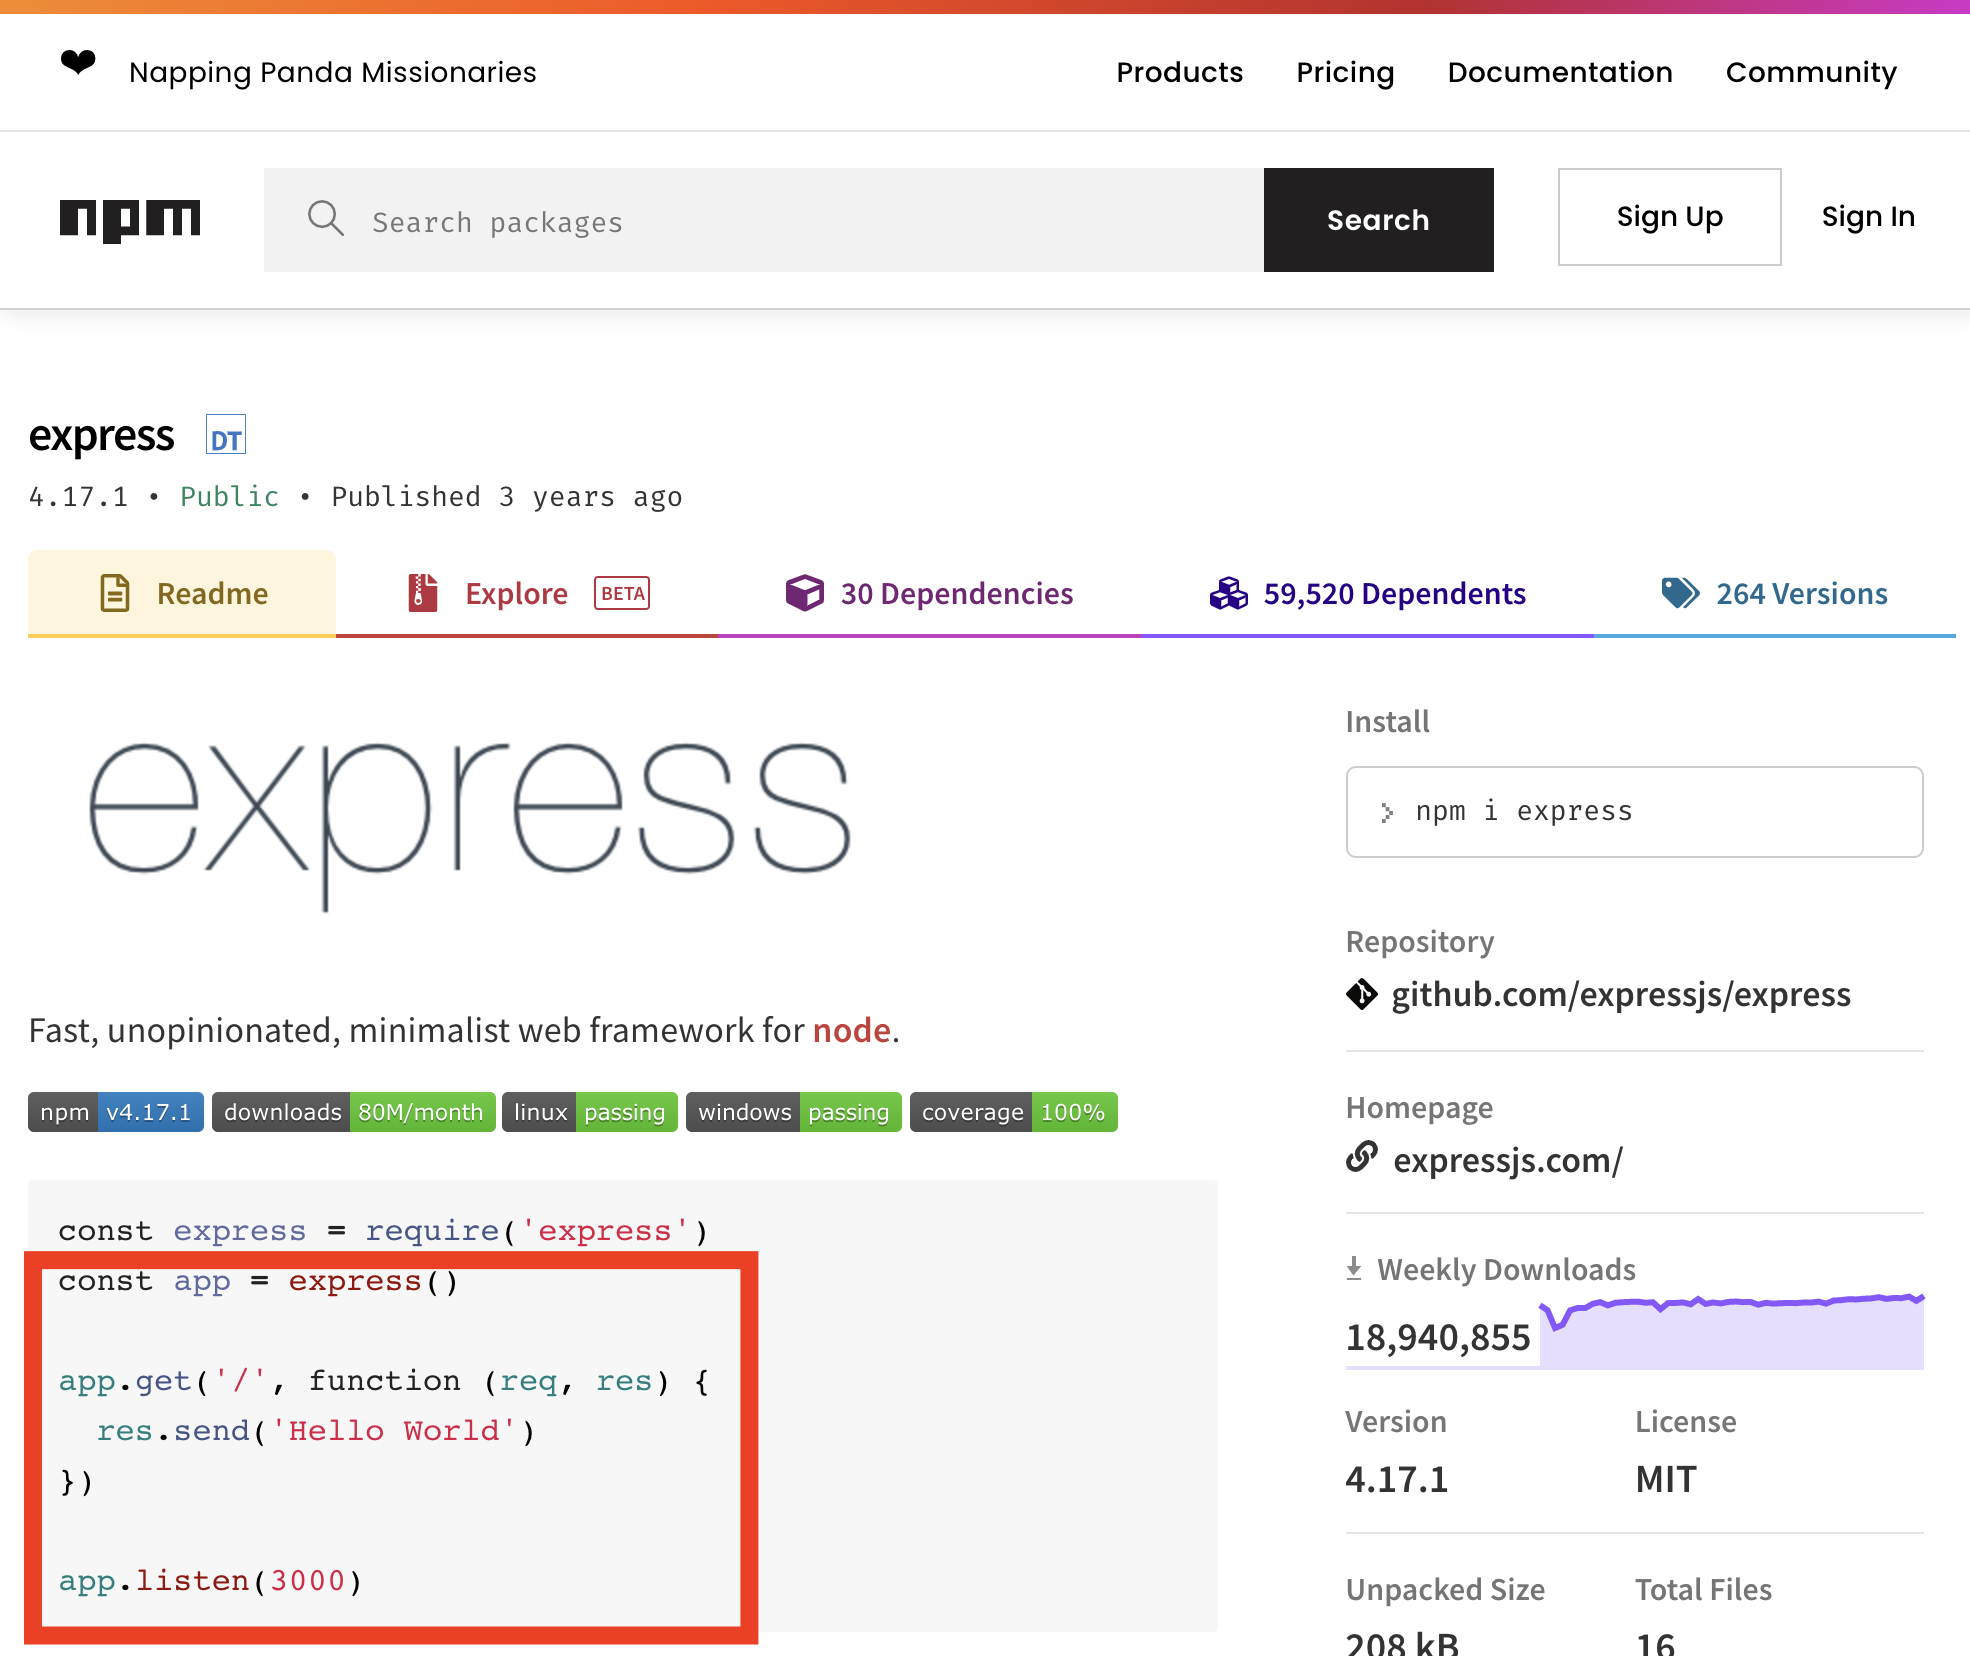 ❤ Napping Panda Missionaries
Products Pricing Documentation Community
npm Search packages Search Sign Up Sign In
express DT
4.17.1 • Public • Published 3 years ago
Readme Explore BETA 30 Dependencies 59,520 Dependents 264 Versions
express
Fast, unopinionated, minimalist web framework for node.
npm v4.17.1 downloads 80M/month linux passing windows passing coverage 100%
const express = require('express')
const app = express()
app.get('/', function (req, res) {
  res.send('Hello World')
})
app.listen(3000)
Install
npm i express
Repository
github.com/expressjs/express
Homepage
expressjs.com/
Weekly Downloads
18,940,855
Version License
4.17.1 MIT
Unpacked Size Total Files
208 kB 16